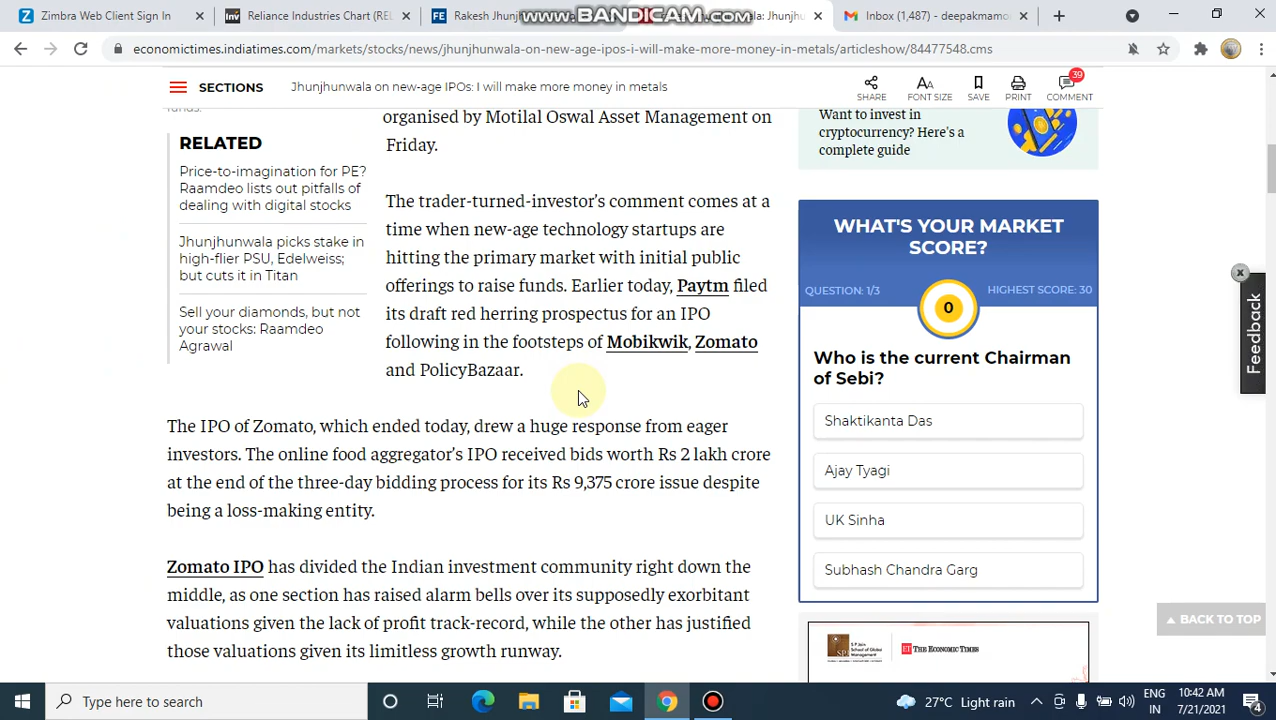 Zimbra Web Client Sign In
Reliance Industries Chart (REL
Rakesh Jhunj
www.BANDICAM.com
wala: Jhunjhu
Inbox (1,487) - deepakmamoo
economictimes.indiatimes.com/markets/stocks/news/jhunjhunwala-on-new-age-ipos-i-will-make-more-money-in-metals/articleshow/84477548.cms
SECTIONS
Jhunjhunwala on new-age IPOs: I will make more money in metals
SHARE
FONT SIZE
SAVE
PRINT
39
COMMENT
funds.
RELATED
Price-to-imagination for PE?
Raamdeo lists out pitfalls of
dealing with digital stocks
Jhunjhunwala picks stake in
high-flier PSU, Edelweiss;
but cuts it in Titan
Sell your diamonds, but not
your stocks: Raamdeo
Agrawal
organised by Motilal Oswal Asset Management on
Friday.
The trader-turned-investor’s comment comes at a
time when new-age technology startups are
hitting the primary market with initial public
offerings to raise funds. Earlier today, Paytm filed
its draft red herring prospectus for an IPO
following in the footsteps of Mobikwik, Zomato
and PolicyBazaar.
The IPO of Zomato, which ended today, drew a huge response from eager
investors. The online food aggregator’s IPO received bids worth Rs 2 lakh crore
at the end of the three-day bidding process for its Rs 9,375 crore issue despite
being a loss-making entity.
Zomato IPO has divided the Indian investment community right down the
middle, as one section has raised alarm bells over its supposedly exorbitant
valuations given the lack of profit track-record, while the other has justified
those valuations given its limitless growth runway.
Want to invest in
cryptocurrency? Here's a
complete guide
WHAT'S YOUR MARKET
SCORE?
QUESTION: 1/3
0
HIGHEST SCORE: 30
Who is the current Chairman
of Sebi?
Shaktikanta Das
Ajay Tyagi
UK Sinha
Subhash Chandra Garg
Feedback
BACK TO TOP
S P Jain
School of Global
Management
ET THE ECONOMIC TIMES
Type here to search
27°C Light rain
ENG
IN
10:42 AM
7/21/2021
4